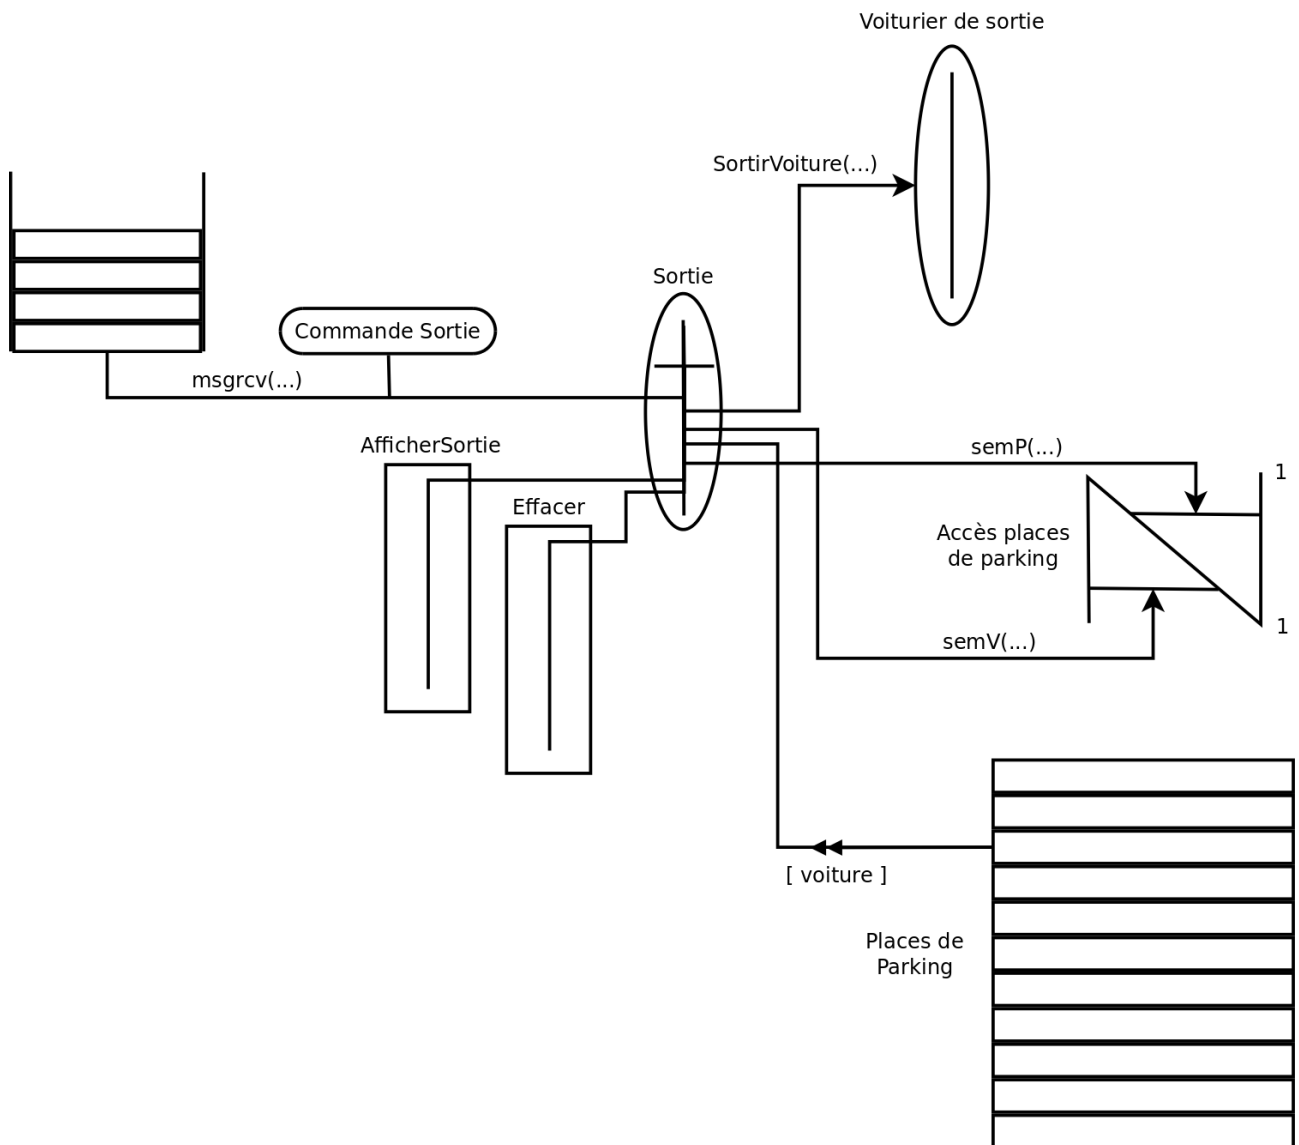 Voiturier de sortie
SortirVoiture(...)
Sortie
Commande Sortie
msgrcv(...)
AfficherSortie
semP(...)
1
Effacer
Accès places
de parking
1
semV(...)
[ voiture ]
Places de
Parking